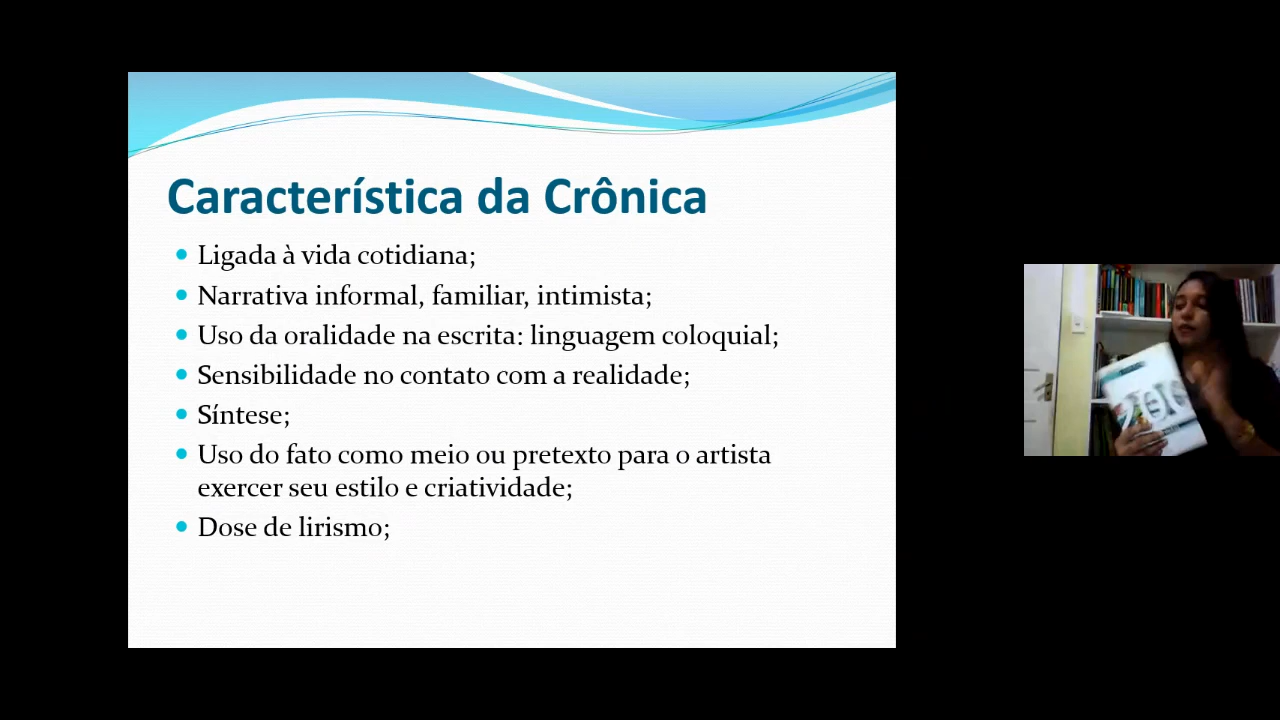 Característica da Crônica
Ligada à vida cotidiana;
Narrativa informal, familiar, intimista;
Uso da oralidade na escrita: linguagem coloquial;
Sensibilidade no contato com a realidade;
Síntese;
Uso do fato como meio ou pretexto para o artista
exercer seu estilo e criatividade;
Dose de lirismo;